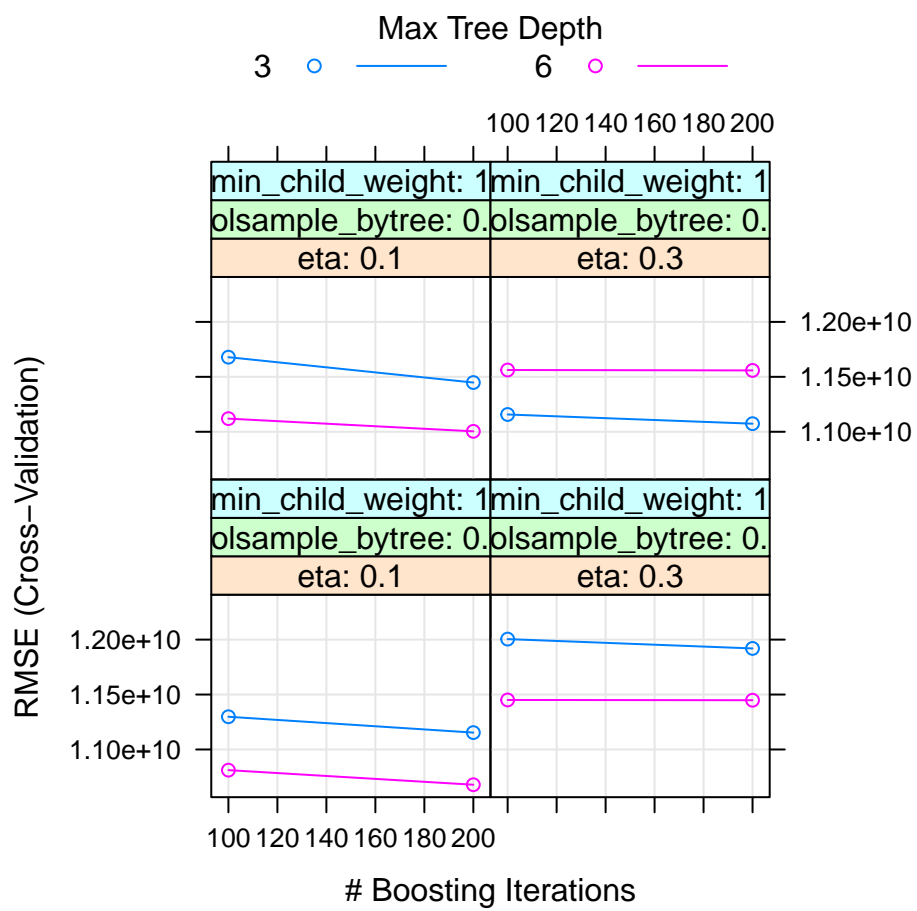 Max Tree Depth
3 6
100 120 140 160 180 200
min_child_weight: 1 min_child_weight: 1
olsample_bytree: 0. olsample_bytree: 0.
eta: 0.1 eta: 0.3
1.20e+10
1.15e+10
1.10e+10
min_child_weight: 1 min_child_weight: 1
olsample_bytree: 0. olsample_bytree: 0.
eta: 0.1 eta: 0.3
1.20e+10
1.15e+10
1.10e+10
100 120 140 160 180 200
# Boosting Iterations
RMSE (Cross−Validation)